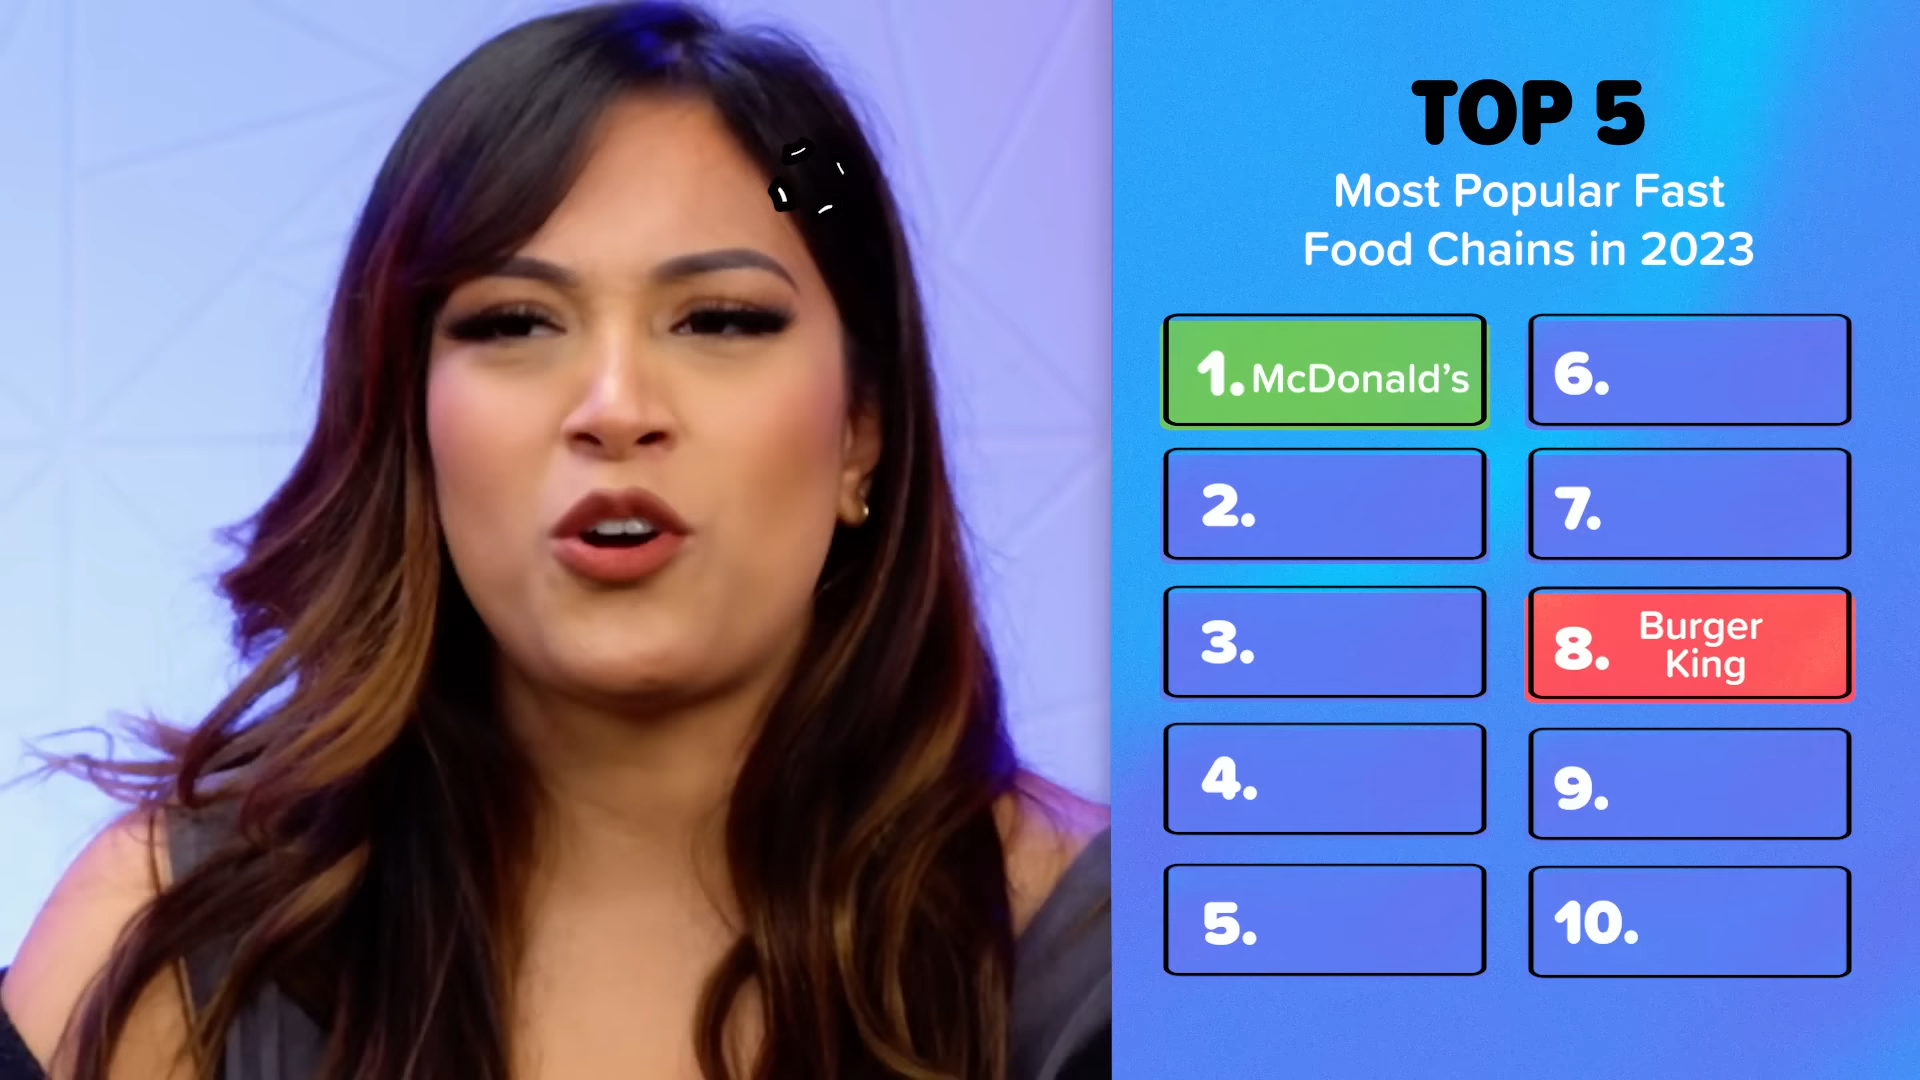 TOP 5
Most Popular Fast
Food Chains in 2023
1. McDonald's
2.
3.
4.
5.
6.
7.
8. Burger
King
9.
10.